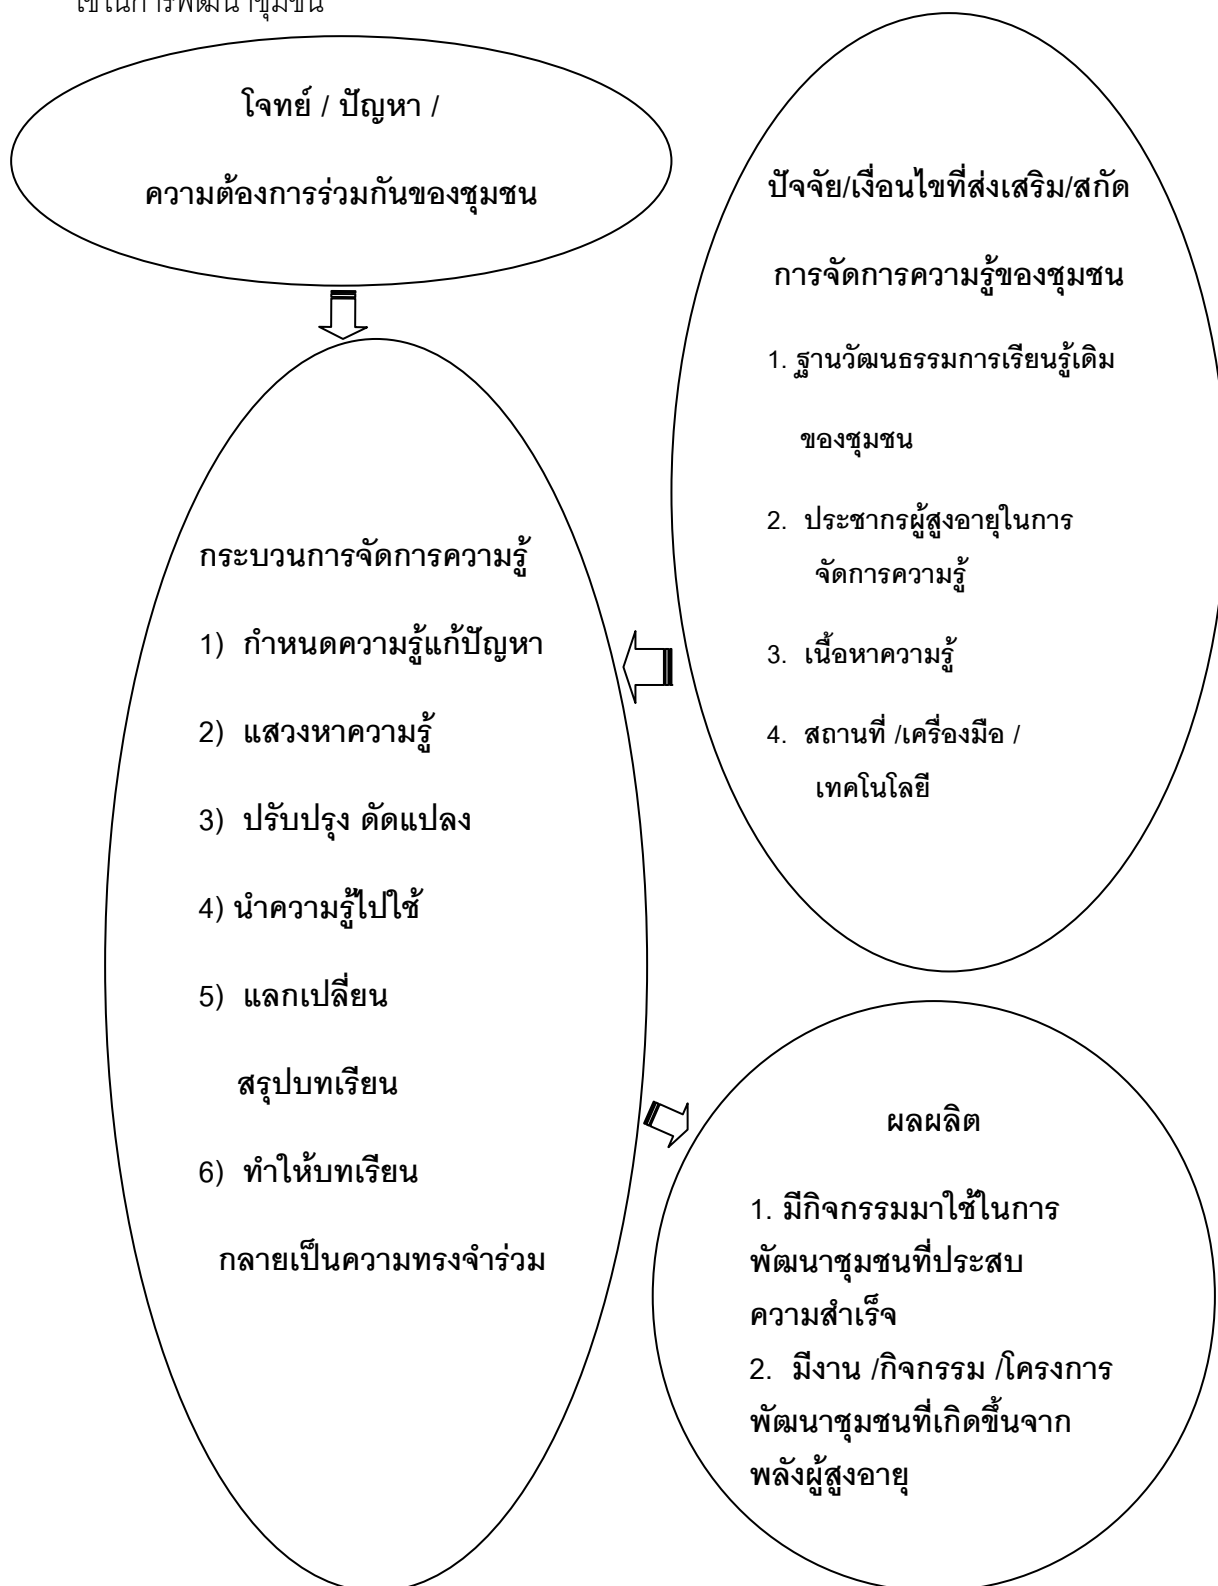 ใช้ในการพัฒนาชุมชน
โจทย์ / ปัญหา /
ความต้องการร่วมกันของชุมชน
ปัจจัย/เงื่อนไขที่ส่งเสริม/สกัด
การจัดการความรู้ของชุมชน
1. ฐานวัฒนธรรมการเรียนรู้เดิม
ของชุมชน
2. ประชากรผู้สูงอายุในการ
จัดการความรู้
3. เนื้อหาความรู้
4. สถานที่ /เครื่องมือ /
เทคโนโลยี
กระบวนการจัดการความรู้
1) กำหนดความรู้แก้ปัญหา
2) แสวงหาความรู้
3) ปรับปรุง ดัดแปลง
4) นำความรู้ไปใช้
5) แลกเปลี่ยน
สรุปบทเรียน
6) ทำให้บทเรียน
กลายเป็นความทรงจำร่วม
ผลผลิต
1. มีกิจกรรมมาใช้ในการ
พัฒนาชุมชนที่ประสบ
ความสำเร็จ
2. มีงาน /กิจกรรม /โครงการ
พัฒนาชุมชนที่เกิดขึ้นจาก
พลังผู้สูงอายุ